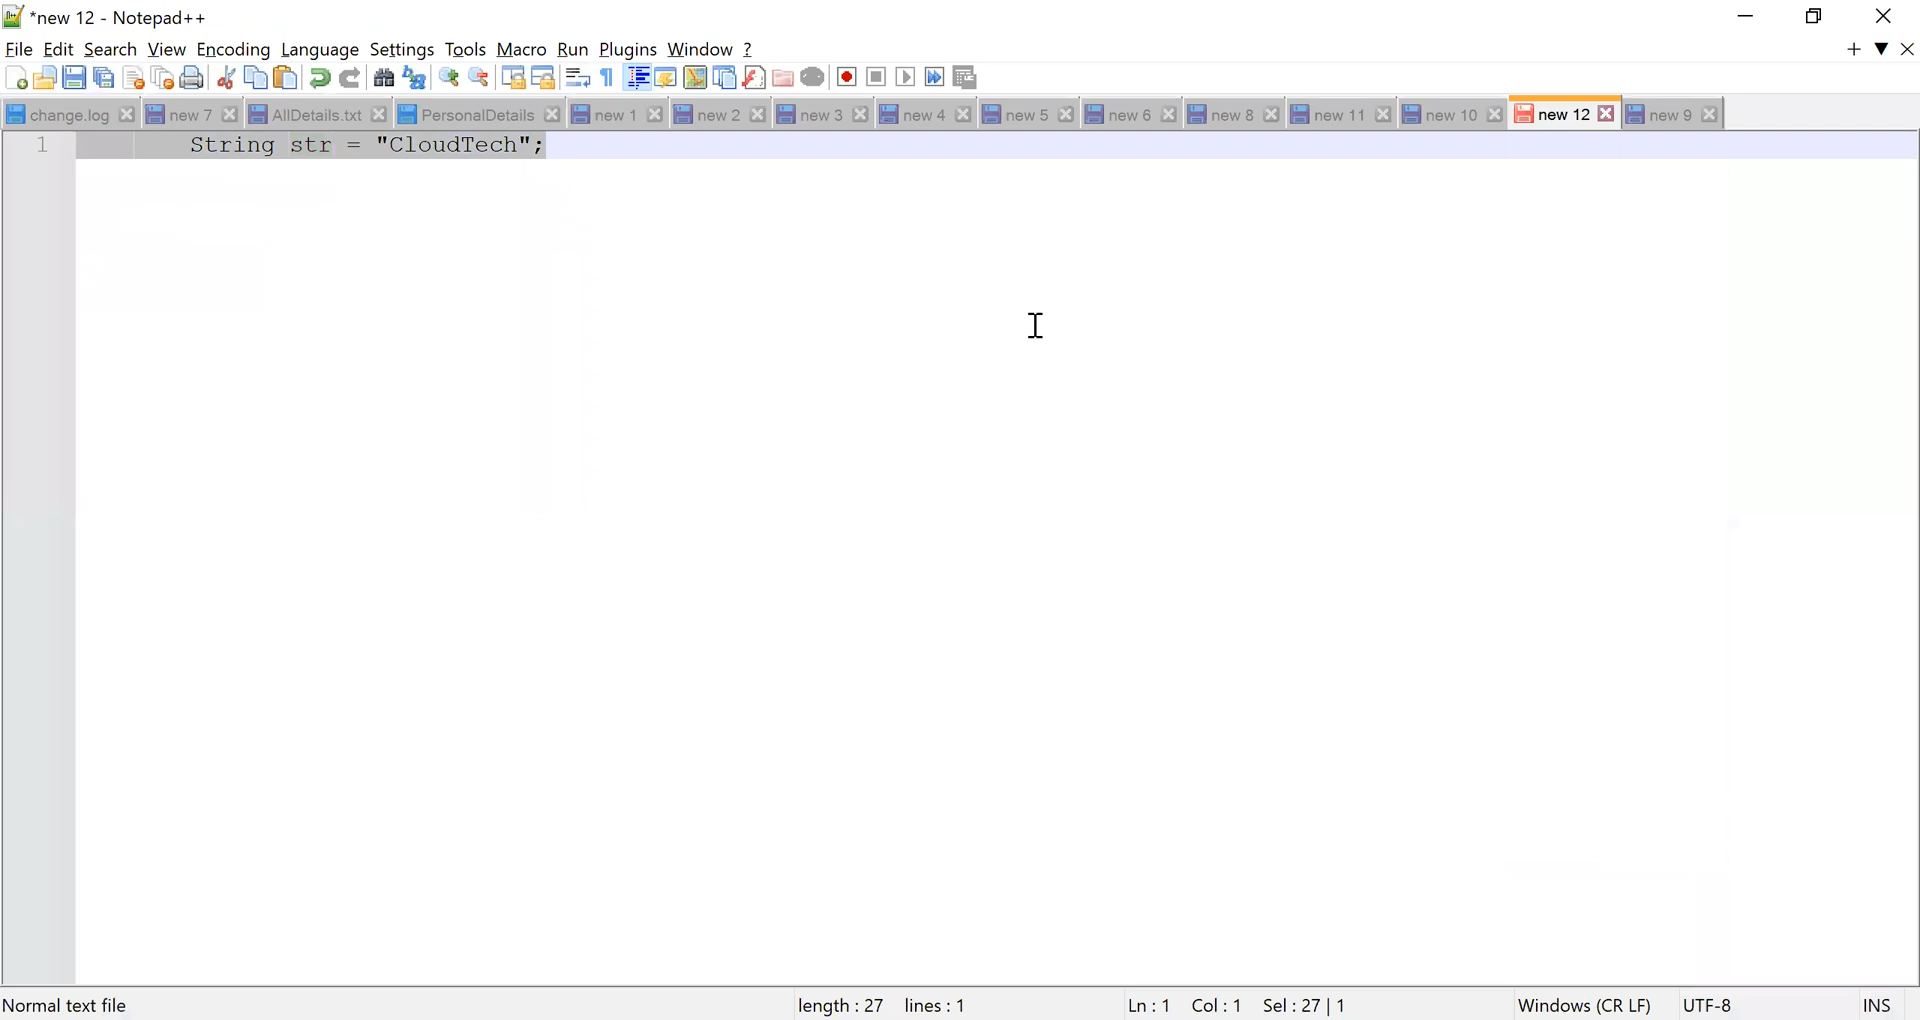 *new 12 - Notepad++
File Edit Search View Encoding Language Settings Tools Macro Run Plugins Window ?
change.log new 7 AllDetails.txt PersonalDetails new 1 new 2 new 3 new 4 new 5 new 6 new 8 new 11 new 10 new 12 new 9
1 String str = "CloudTech";
Normal text file length : 27 lines : 1 Ln : 1 Col : 1 Sel : 27 | 1 Windows (CR LF) UTF-8 INS